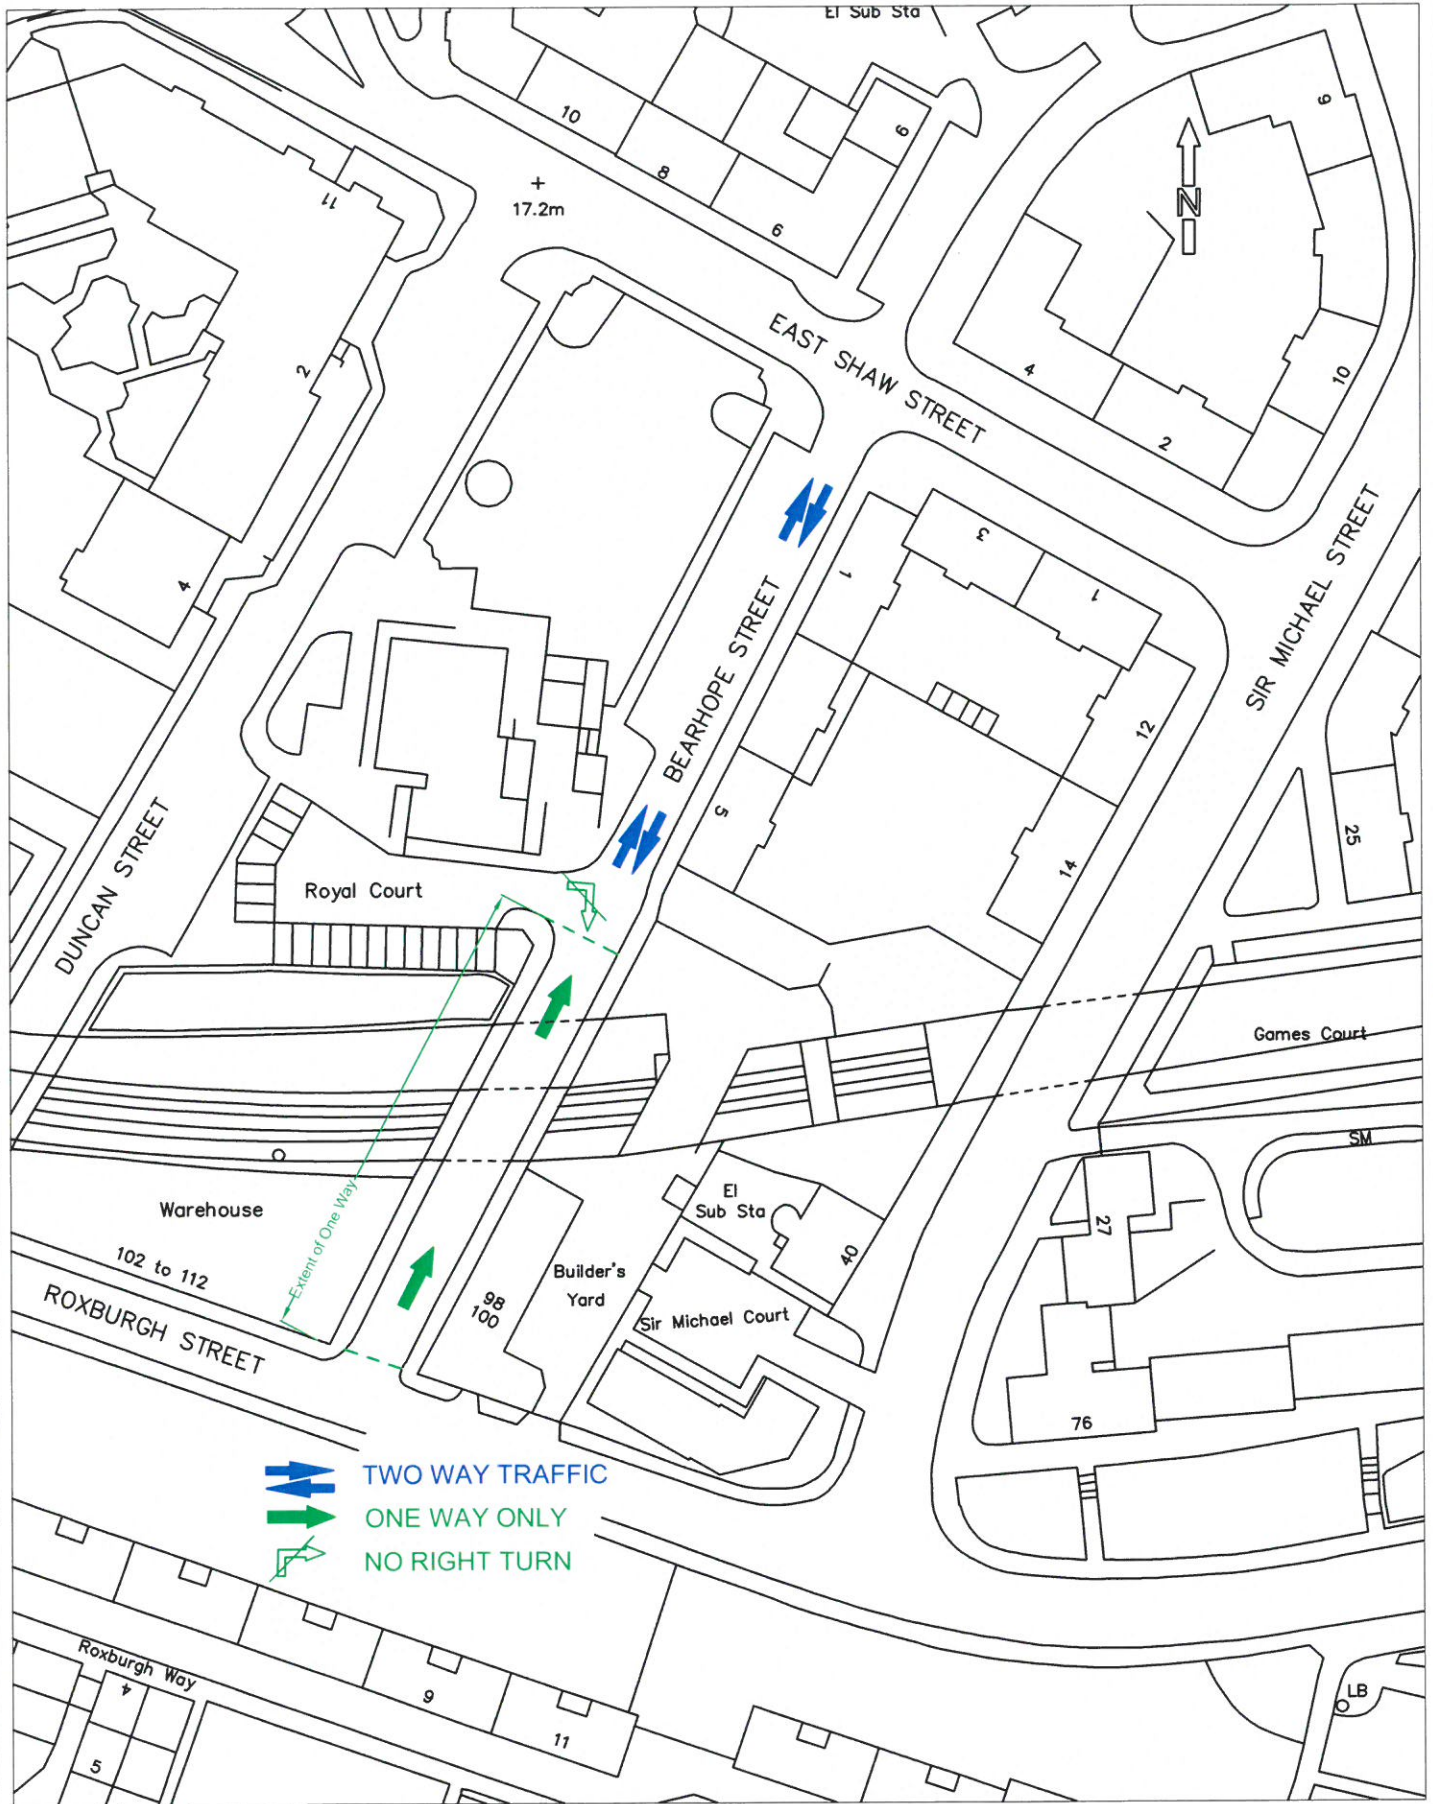 El Sub Sta
10
8
6
9
9
11
17.2m
N
2
4
EAST SHAW STREET
4
2
10
3
1
1
SIR MICHAEL STREET
BEARHOPE STREET
12
5
14
25
DUNCAN STREET
Royal Court
Games Court
SM
Extent of One Way
Warehouse
102 to 112
ROXBURGH STREET
El
Sub Sta
27
40
Builder's
Yard
98
100
Sir Michael Court
76
TWO WAY TRAFFIC
ONE WAY ONLY
NO RIGHT TURN
Roxburgh Way
4
9
11
5
LB